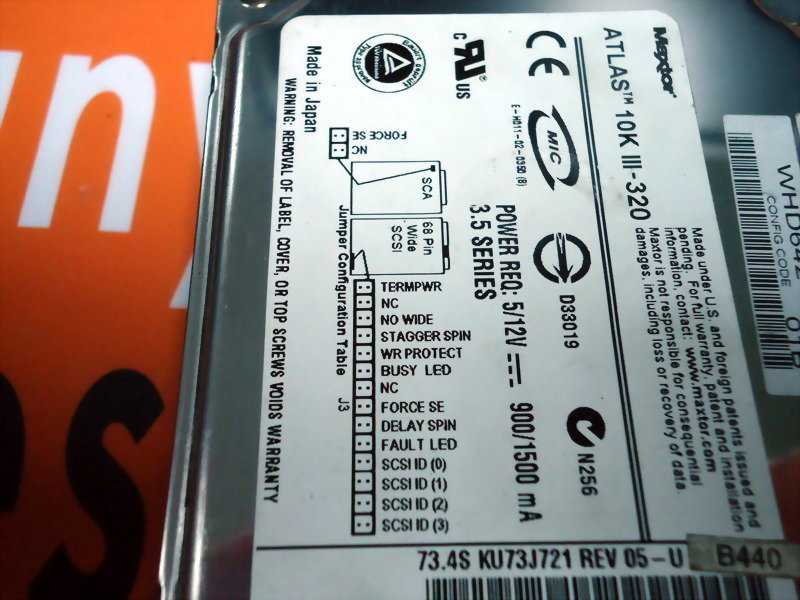 Maxtor
ATLAS™ 10K III-320
Made under U.S. and foreign patents issued and
pending. For full warranty, patent and installation
information, contact: www.maxtor.com
Maxtor is not responsible for consequential
damages, including loss or recovery of data.
CE
MIC
E-H011-02-0350 (B)
D33019
N256
POWER REQ: 5/12V 900/1500 mA
3.5 SERIES
c UR ® US
Made in Japan
WARNING: REMOVAL OF LABEL, COVER, OR TOP SCREWS VOIDS WARRANTY
FORCE SE
NC
SCA
68 Pin
Wide
SCSI
Jumper Configuration Table J3
TERMPWR
NC
NO WIDE
STAGGER SPIN
WR PROTECT
BUSY LED
NC
FORCE SE
DELAY SPIN
FAULT LED
SCSI ID (0)
SCSI ID (1)
SCSI ID (2)
SCSI ID (3)
73.4S KU73J721 REV 05-U
B440
CONFIG CODE
01B
ny